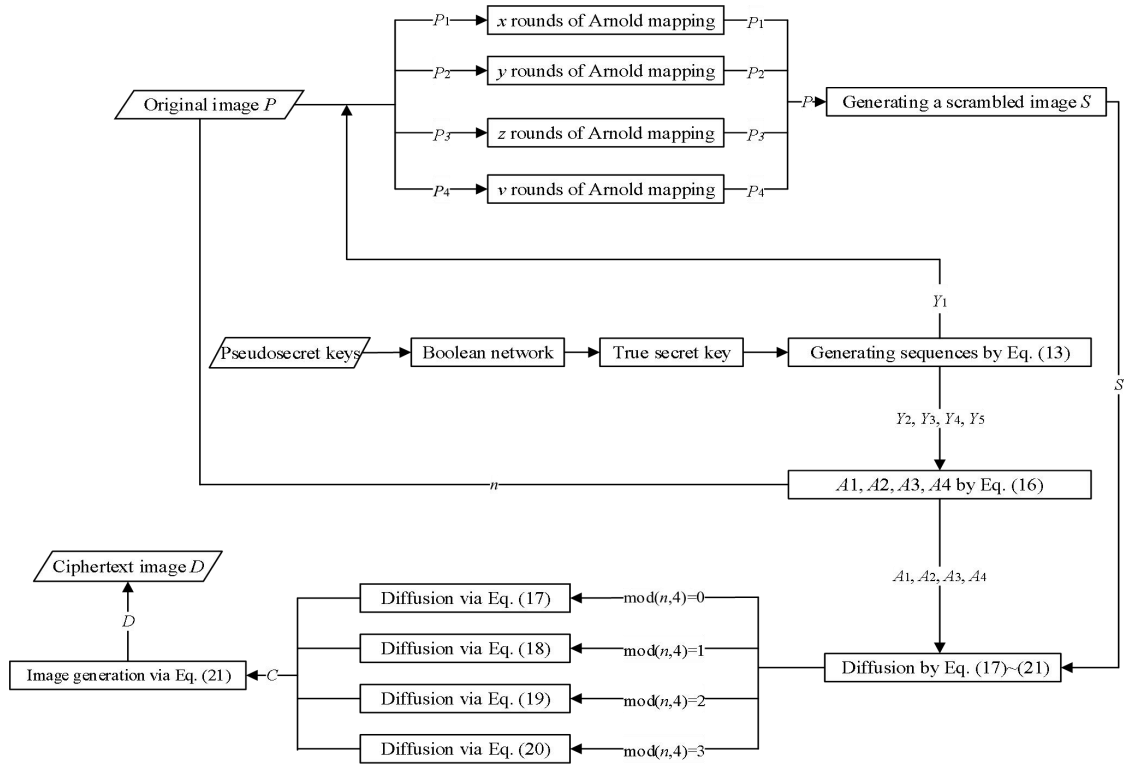 P1
x rounds of Arnold mapping
P1
P2
y rounds of Arnold mapping
P2
Original image P
P
Generating a scrambled image S
P3
z rounds of Arnold mapping
P3
P4
v rounds of Arnold mapping
P4
Y1
Pseudosecret keys
Boolean network
True secret key
Generating sequences by Eq. (13)
S
Y2, Y3, Y4, Y5
n
A1, A2, A3, A4 by Eq. (16)
Ciphertext image D
A1, A2, A3, A4
Diffusion via Eq. (17)
mod(n,4)=0
D
Diffusion via Eq. (18)
mod(n,4)=1
Image generation via Eq. (21)
C
Diffusion by Eq. (17)~(21)
Diffusion via Eq. (19)
mod(n,4)=2
Diffusion via Eq. (20)
mod(n,4)=3